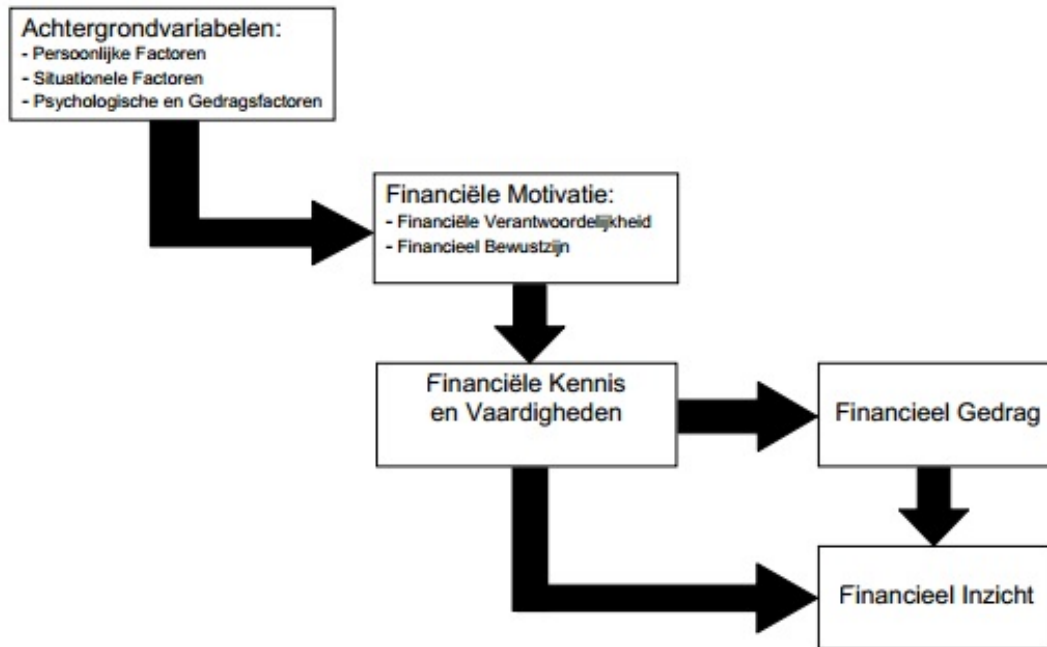 Achtergrondvariabelen:
- Persoonlijke Factoren
- Situationele Factoren
- Psychologische en Gedragsfactoren
Financiële Motivatie:
- Financiële Verantwoordelijkheid
- Financieel Bewustzijn
Financiële Kennis
en Vaardigheden
Financieel Gedrag
Financieel Inzicht